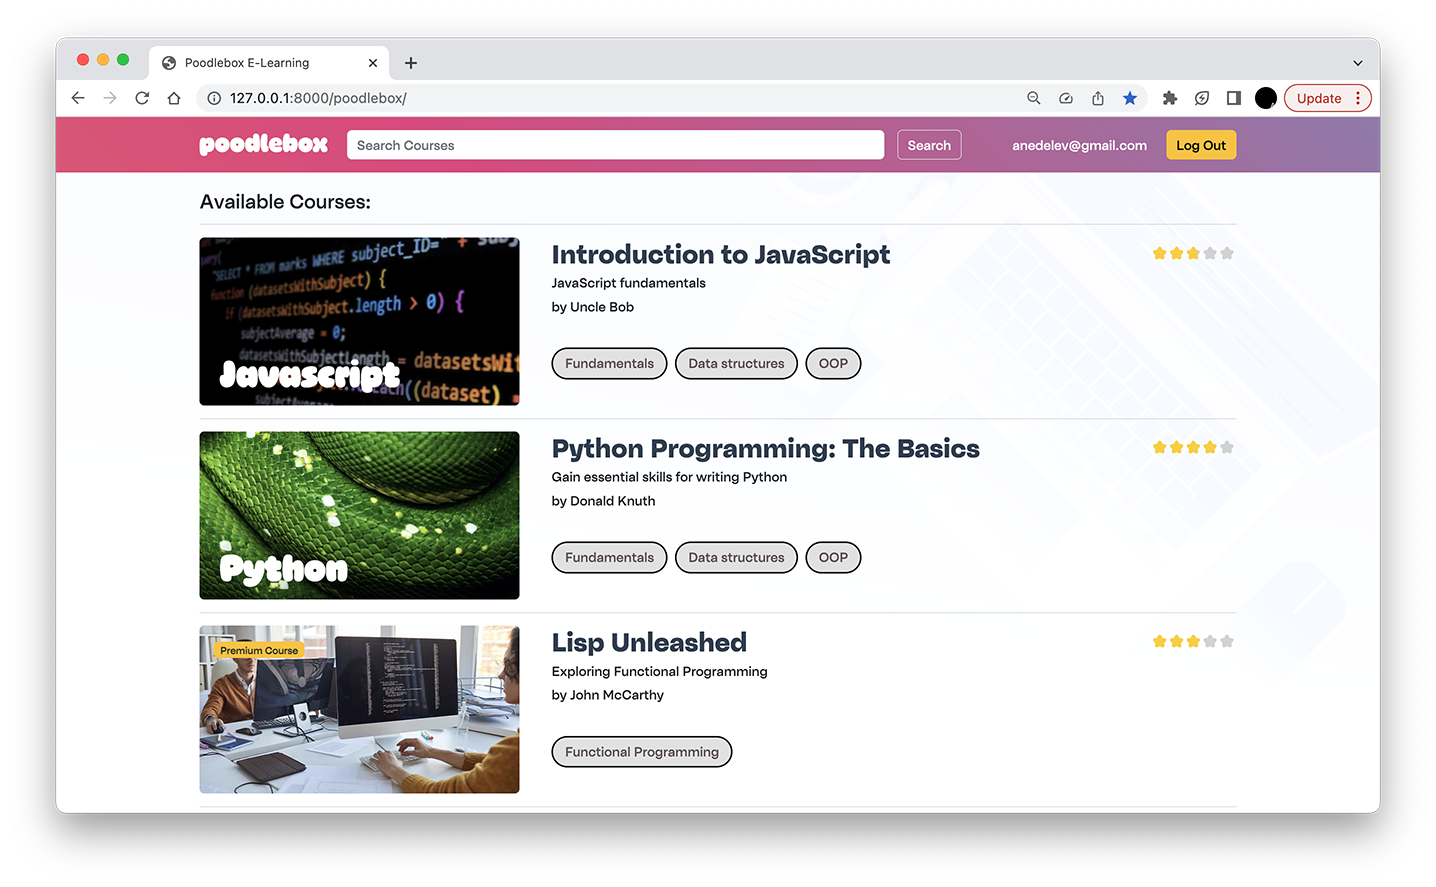 Poodlebox E-Learning
127.0.0.1:8000/poodlebox/
Update
poodlebox
Search Courses
Search
anedelev@gmail.com
Log Out
Available Courses:
subject_ID=" + subj
"SELECT * FROM marks WHERE
function (datasetsWithSubject) {
if (datasetsWithSubject.length > 0) {
subjectAverage = 0;
datasetsWithSubjectLength = datasetsWit
Javascript
((dataset)
Introduction to JavaScript
JavaScript fundamentals
by Uncle Bob
Fundamentals
Data structures
OOP
Python
Python Programming: The Basics
Gain essential skills for writing Python
by Donald Knuth
Fundamentals
Data structures
OOP
Premium Course
Lisp Unleashed
Exploring Functional Programming
by John McCarthy
Functional Programming